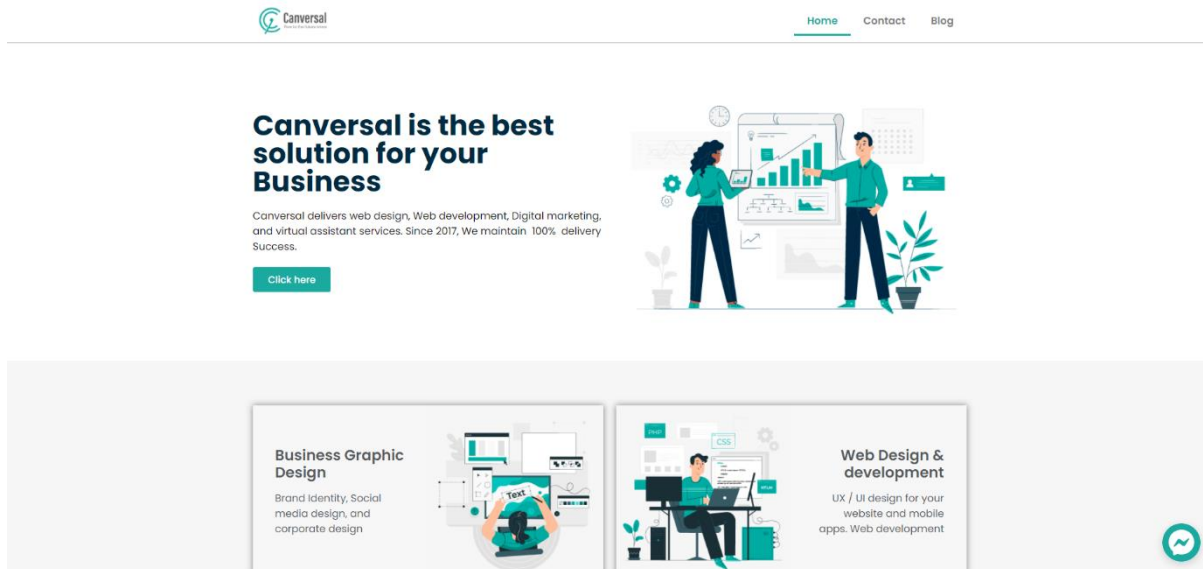 Canversal
Home
Contact
Blog
Canversal is the best
solution for your
Business
Canversal delivers web design, Web development, Digital marketing,
and virtual assistant services. Since 2017, We maintain 100% delivery
Success.
Click here
Business Graphic
Design
Brand Identity, Social
media design, and
corporate design
Text
CSS
Web Design &
development
UX / UI design for your
website and mobile
apps. Web development